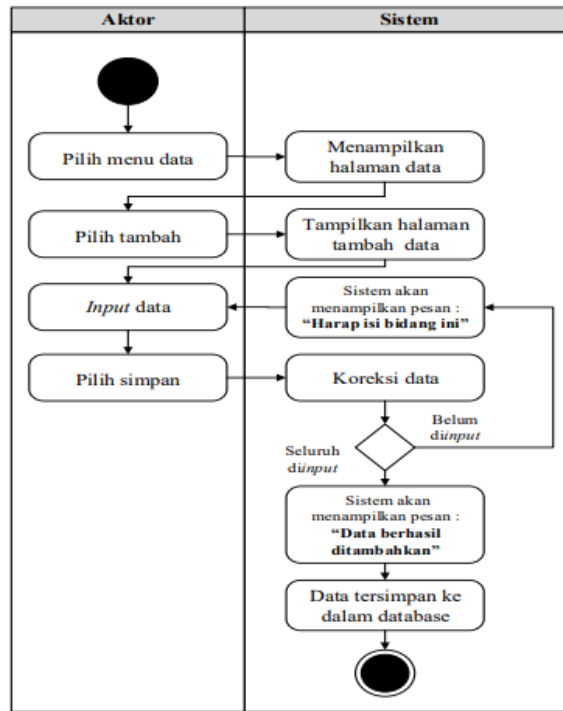 Aktor
Sistem
Pilih menu data
Menampilkan
halaman data
Pilih tambah
Tampilkan halaman
tambah data
Input data
Sistem akan
menampilkan pesan :
“Harap isi bidang ini”
Pilih simpan
Koreksi data
Belum
diinput
Seluruh
diinput
Sistem akan
menampilkan pesan :
“Data berhasil
ditambahkan”
Data tersimpan ke
dalam database